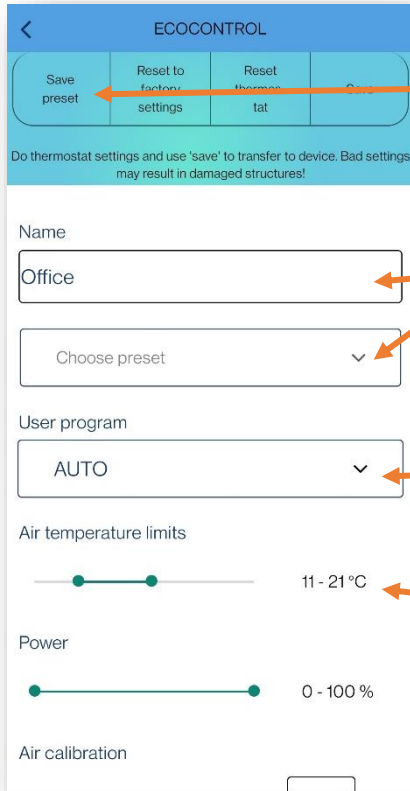 ECOCONTROL
Save
preset
Reset to
factory
settings
Reset
thermos
tat
Save
Do thermostat settings and use 'save' to transfer to device. Bad settings
may result in damaged structures!
Name
Office
Choose preset
User program
AUTO
Air temperature limits
11 - 21 °C
Power
0 - 100 %
Air calibration